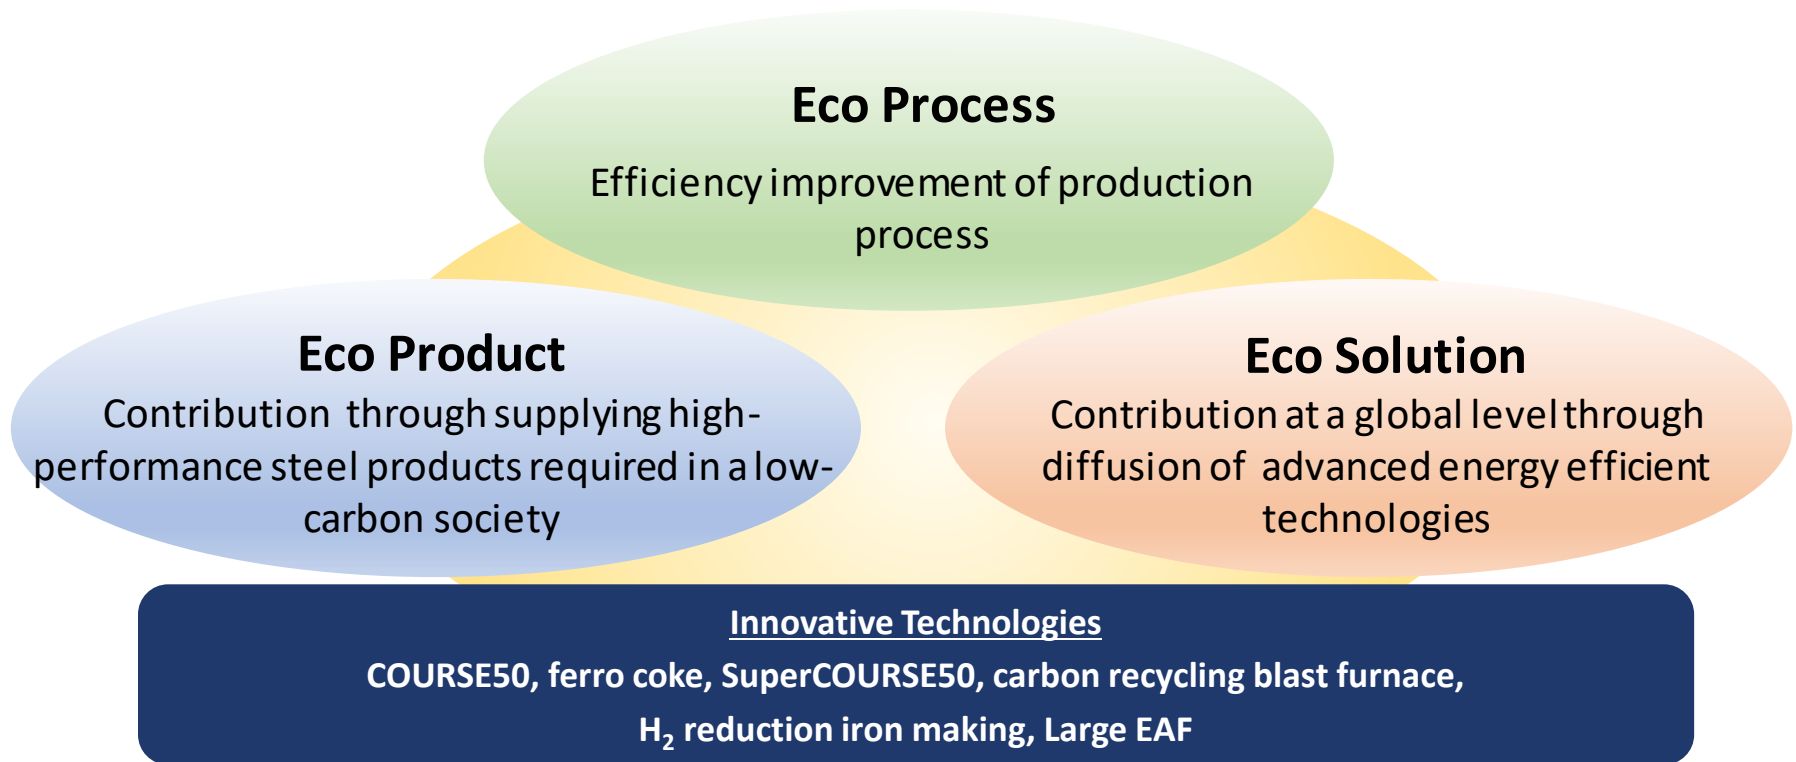 Eco Process
Efficiency improvement of production
process
Eco Product
Contribution through supplying high-
performance steel products required in a low-
carbon society
Eco Solution
Contribution at a global level through
diffusion of advanced energy efficient
technologies
Innovative Technologies
COURSE50, ferro coke, SuperCOURSE50, carbon recycling blast furnace,
H₂ reduction iron making, Large EAF